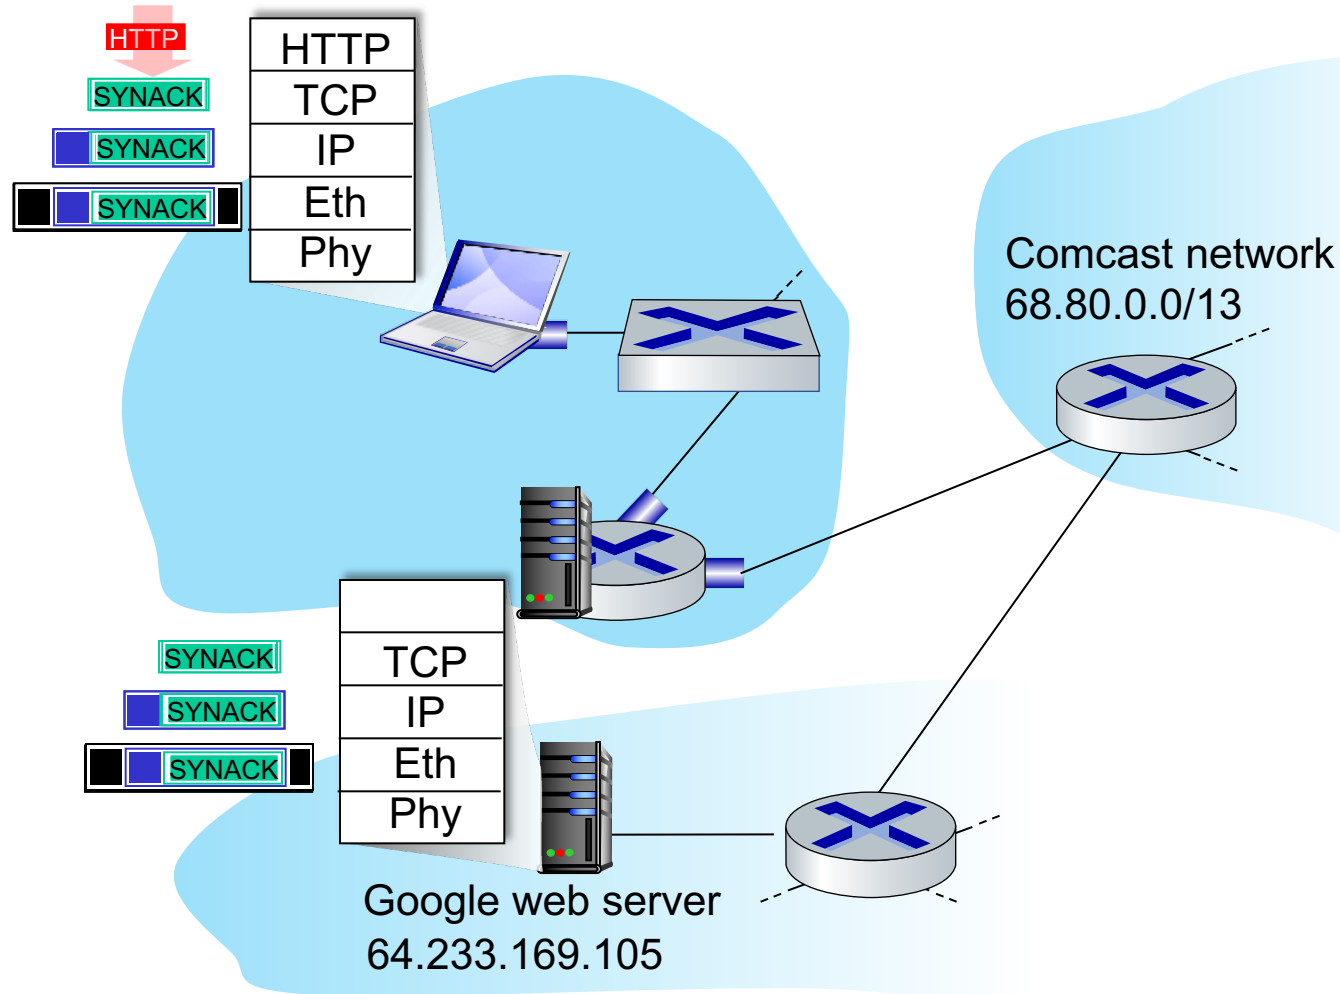 HTTP
SYNACK
SYNACK
SYNACK
HTTP
TCP
IP
Eth
Phy
Comcast network
68.80.0.0/13
SYNACK
SYNACK
SYNACK
TCP
IP
Eth
Phy
Google web server
64.233.169.105